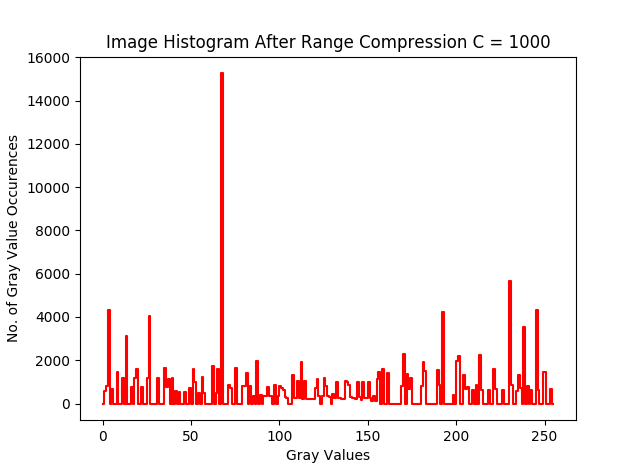 Image Histogram After Range Compression C = 1000
16000
14000
12000
10000
8000
6000
4000
2000
0
No. of Gray Value Occurences
0 50 100 150 200 250
Gray Values